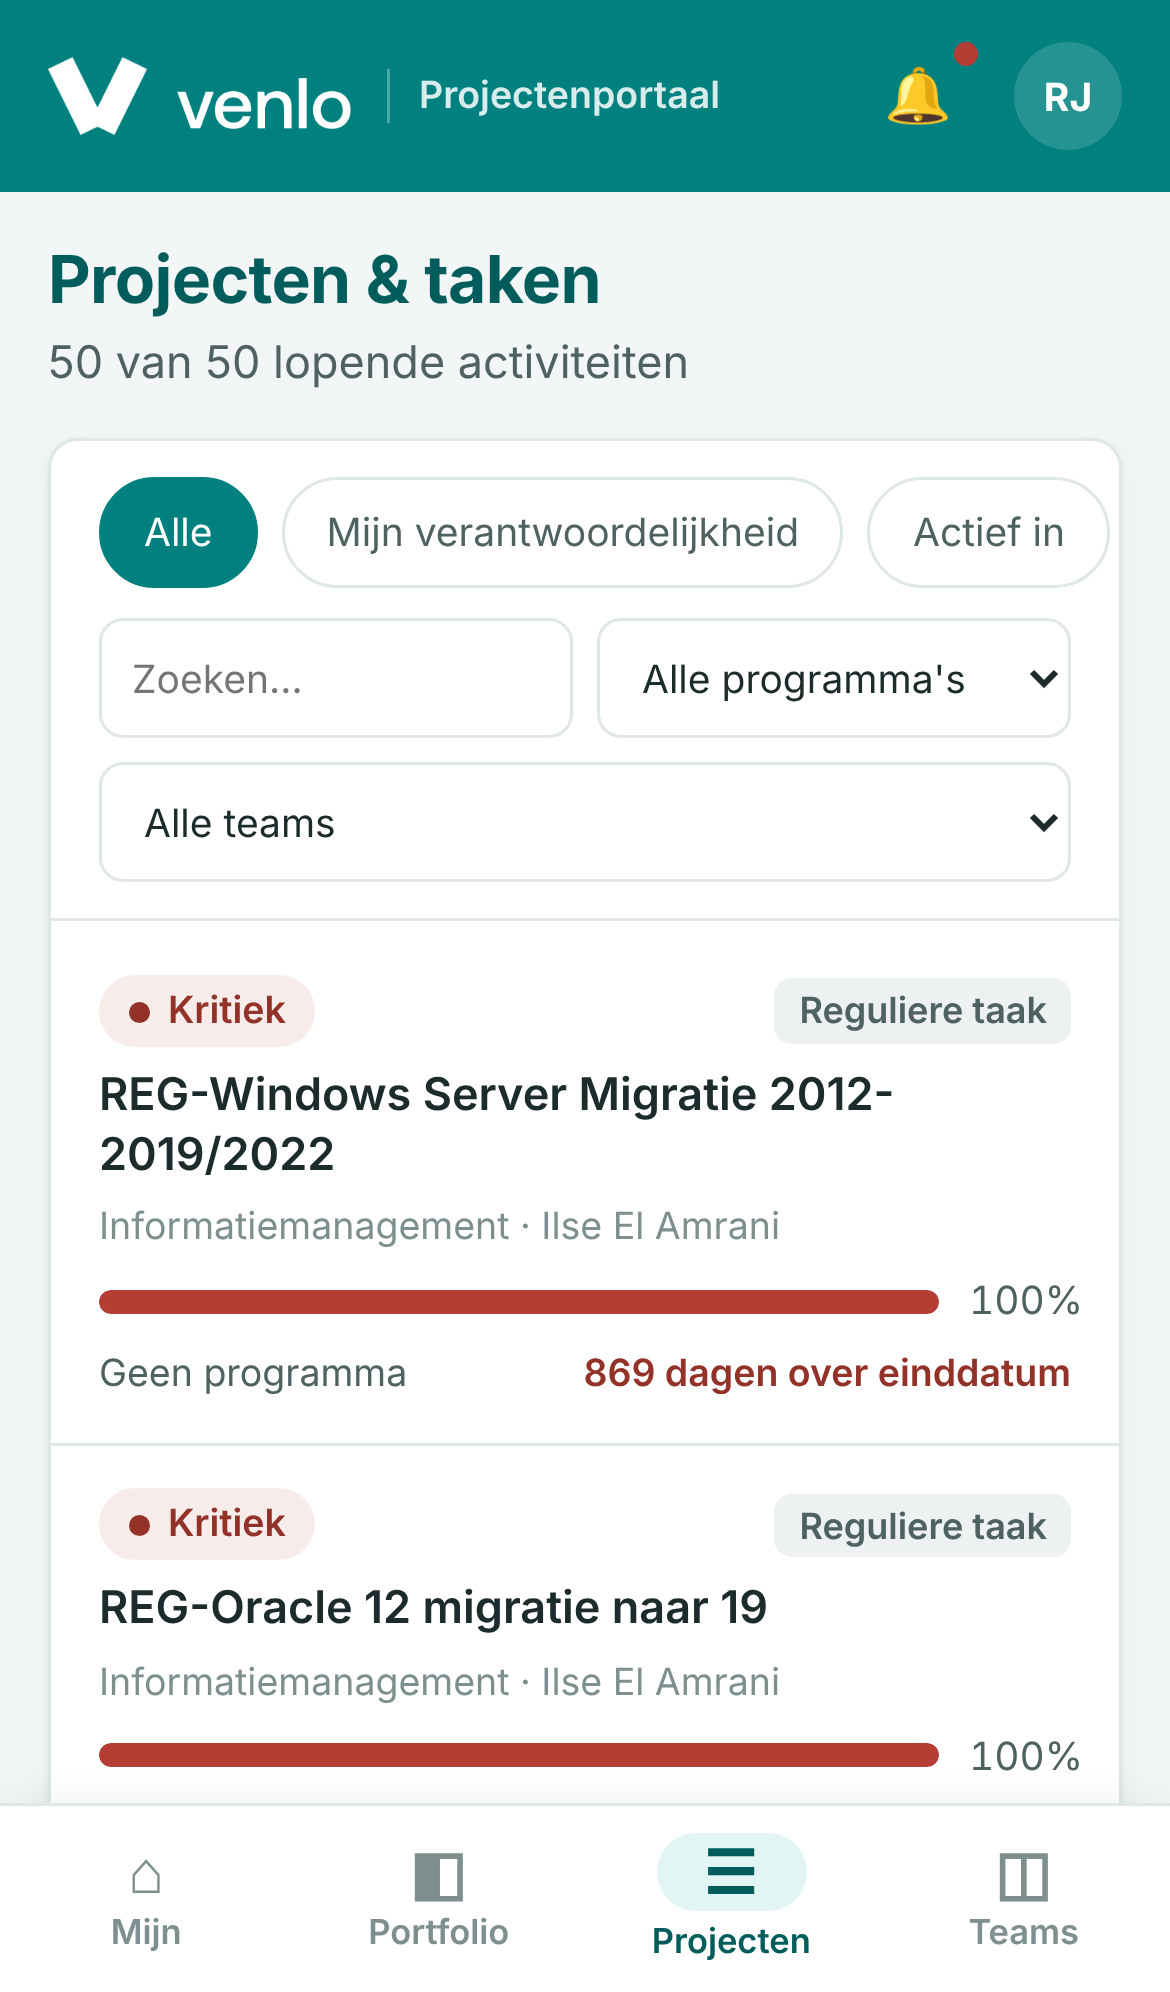 venlo
Projectenportaal
RJ
Projecten & taken
50 van 50 lopende activiteiten
Alle
Mijn verantwoordelijkheid
Actief in
Zoeken...
Alle programma's
Alle teams
Kritiek
Reguliere taak
REG-Windows Server Migratie 2012-
2019/2022
Informatiemanagement · Ilse El Amrani
100%
Geen programma
869 dagen over einddatum
Kritiek
Reguliere taak
REG-Oracle 12 migratie naar 19
Informatiemanagement · Ilse El Amrani
100%
Mijn
Portfolio
Projecten
Teams